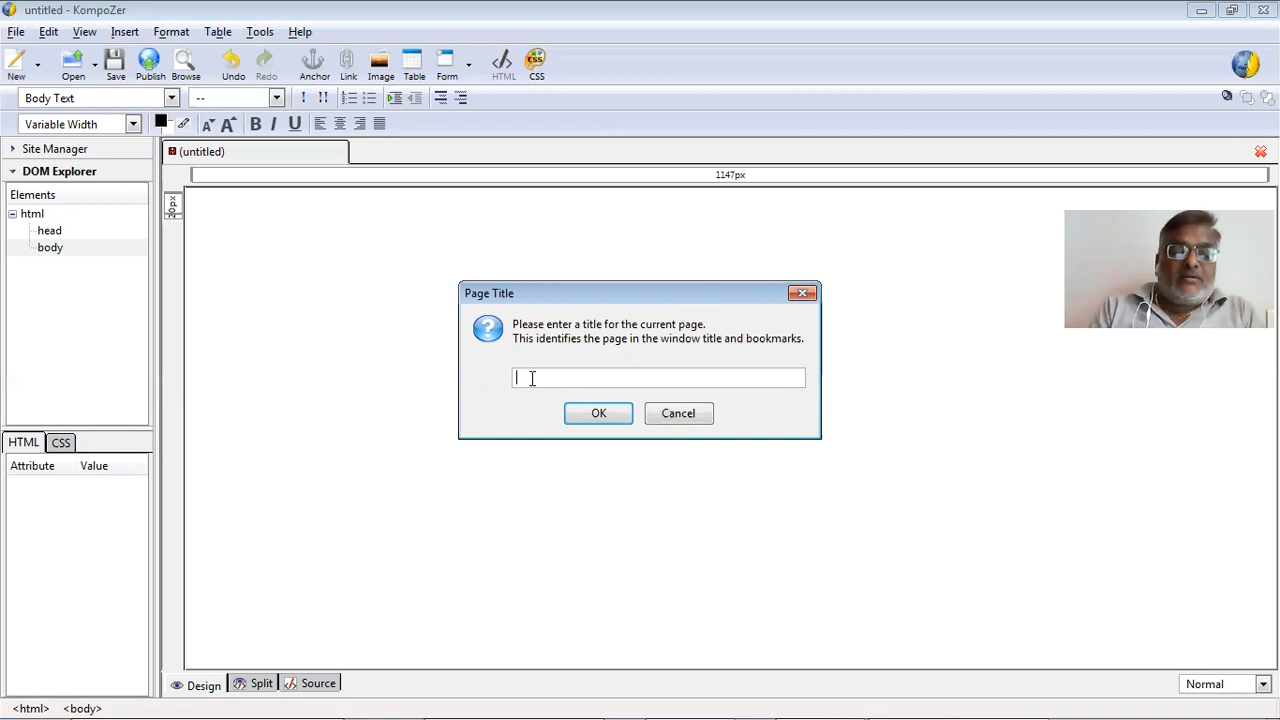 untitled - KompoZer
File Edit View Insert Format Table Tools Help
New Open Save Publish Browse Undo Redo Anchor Link Image Table Form HTML CSS
Body Text -- ! !!
Variable Width A A B I U
Site Manager (untitled)
DOM Explorer
1147px
Elements
20px
html
head
body
Page Title
Please enter a title for the current page.
This identifies the page in the window title and bookmarks.
OK Cancel
HTML CSS
Attribute Value
Design Split Source Normal
<html> <body>